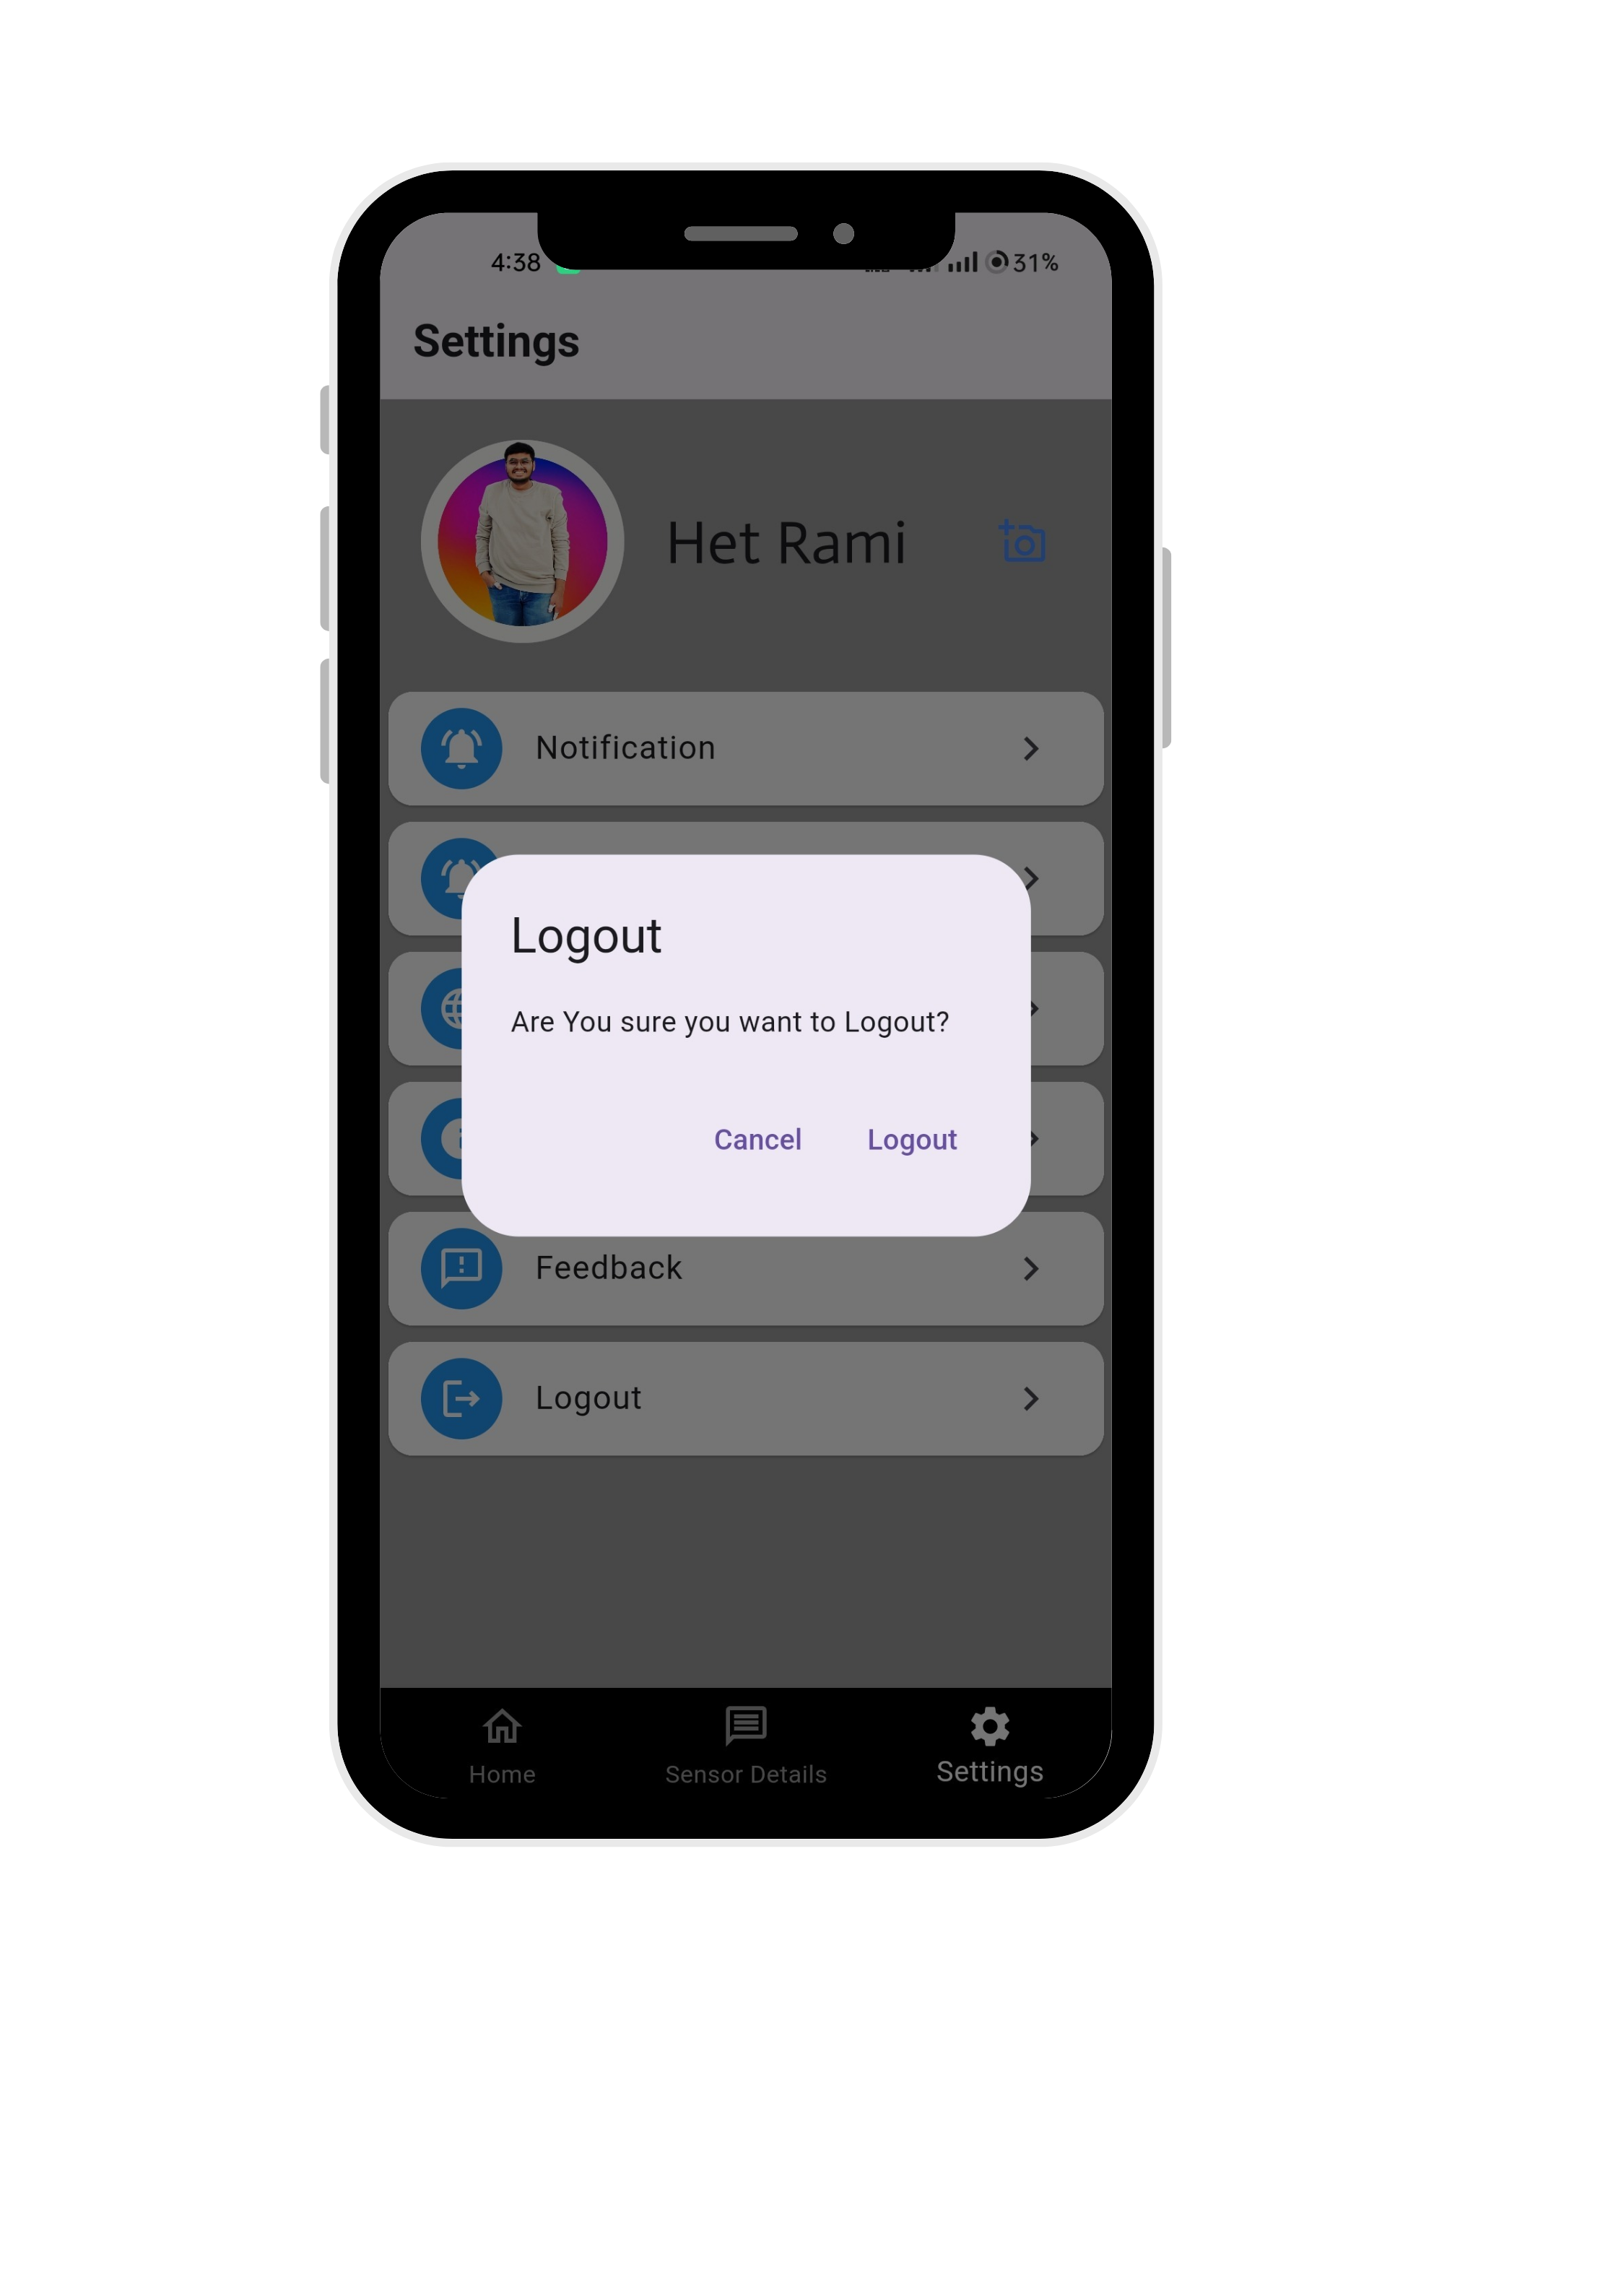 4:38
31%
Settings
Het Rami
Notification
Logout
Are You sure you want to Logout?
Cancel Logout
Feedback
Logout
Home Sensor Details Settings